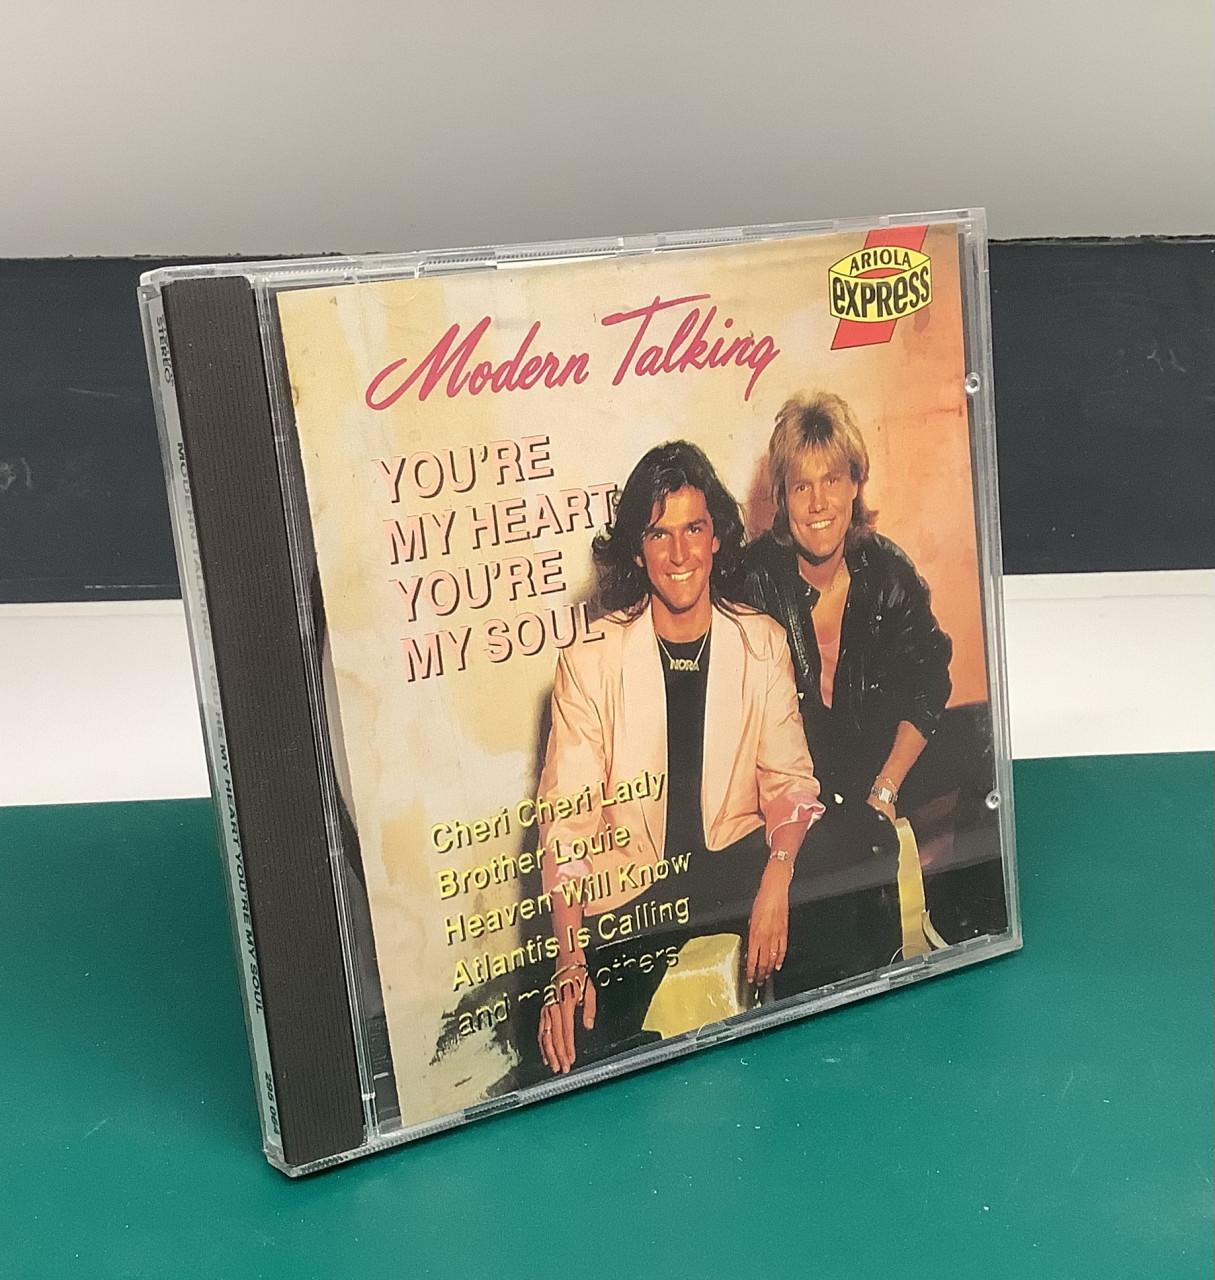 ARIOLA
EXPRESS
Modern Talking
YOU'RE
MY HEART
YOU'RE
MY SOUL
NORA
Cheri Cheri Lady
Brother Louie
Heaven Will Know
Atlantis Is Calling
and many others
STEREO
MODERN TALKING YOU'RE MY HEART YOU'RE MY SOUL
295 064